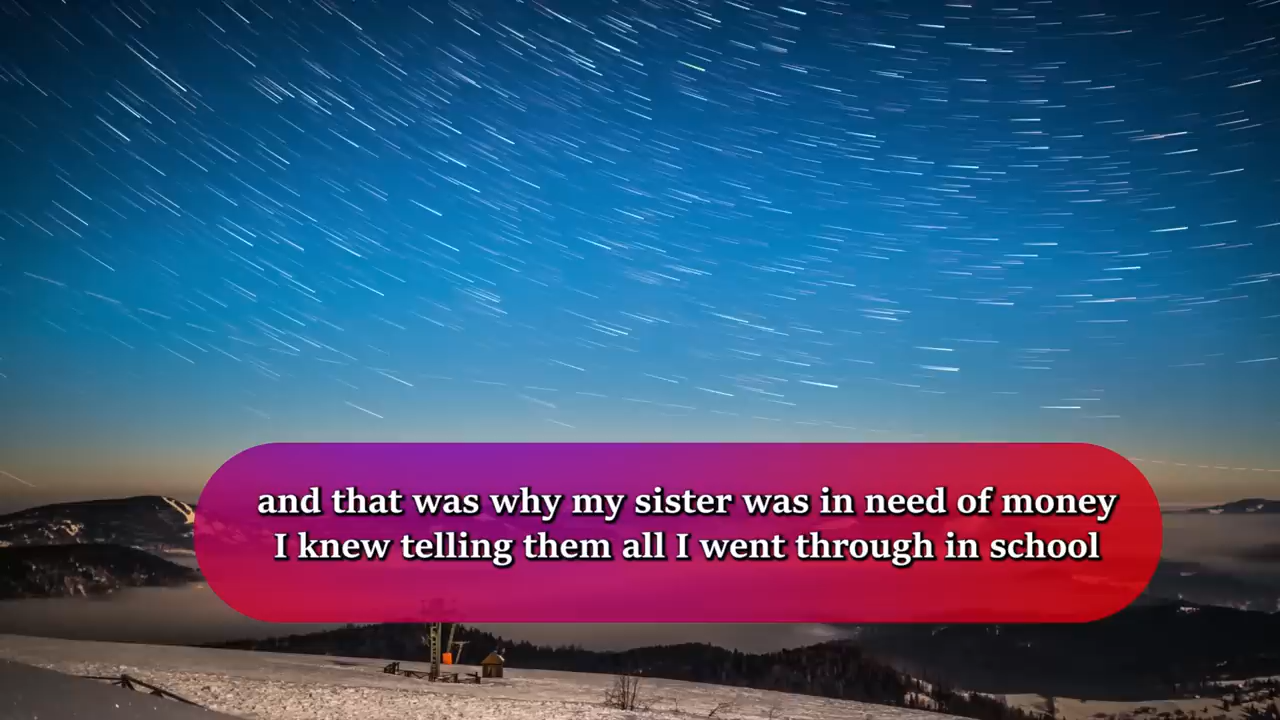 and that was why my sister was in need of money
I knew telling them all I went through in school